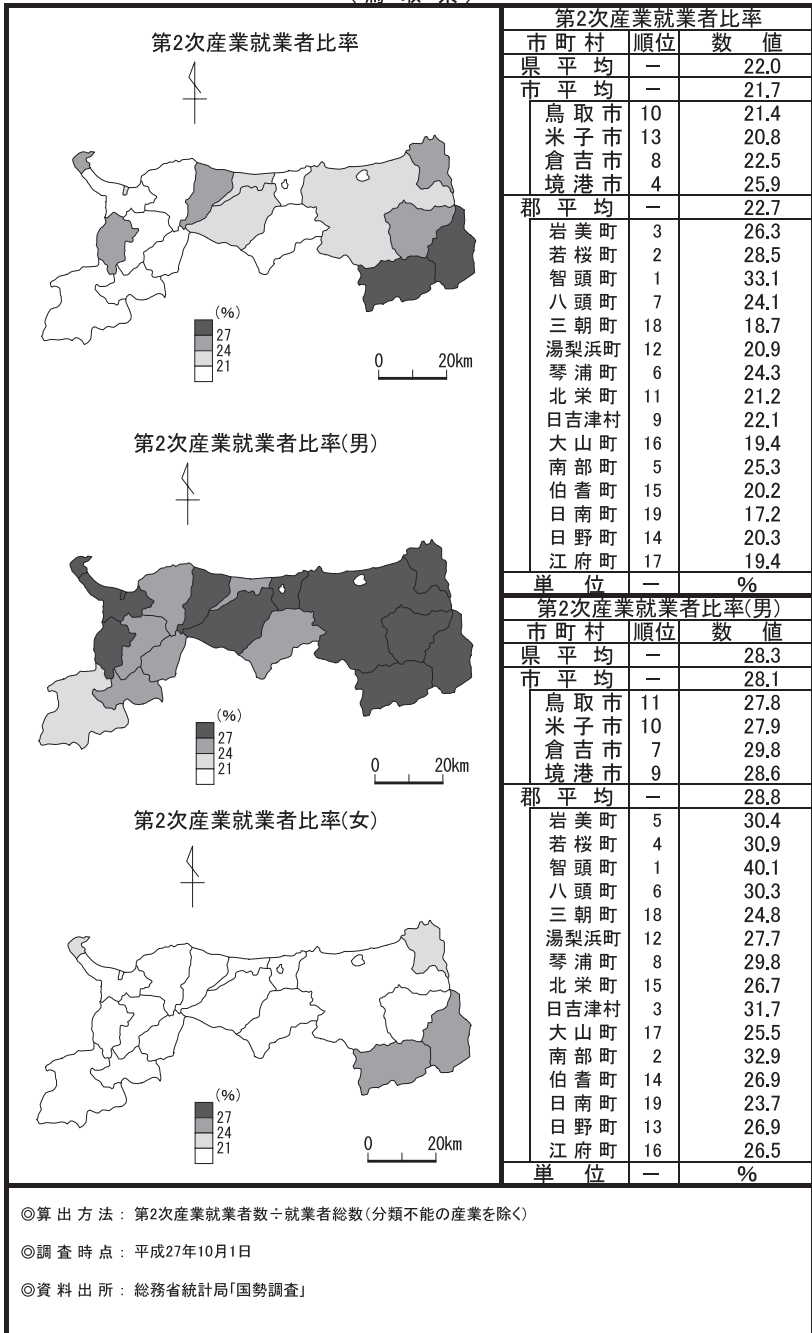 第2次産業就業者比率
(%)
27
24
21
0 20km
第2次産業就業者比率(男)
(%)
27
24
21
0 20km
第2次産業就業者比率(女)
(%)
27
24
21
0 20km
第2次産業就業者比率
市町村 順位 数値
県平均 － 22.0
市平均 － 21.7
鳥取市 10 21.4
米子市 13 20.8
倉吉市 8 22.5
境港市 4 25.9
郡平均 － 22.7
岩美町 3 26.3
若桜町 2 28.5
智頭町 1 33.1
八頭町 7 24.1
三朝町 18 18.7
湯梨浜町 12 20.9
琴浦町 6 24.3
北栄町 11 21.2
日吉津村 9 22.1
大山町 16 19.4
南部町 5 25.3
伯耆町 15 20.2
日南町 19 17.2
日野町 14 20.3
江府町 17 19.4
単位 － %
第2次産業就業者比率(男)
市町村 順位 数値
県平均 － 28.3
市平均 － 28.1
鳥取市 11 27.8
米子市 10 27.9
倉吉市 7 29.8
境港市 9 28.6
郡平均 － 28.8
岩美町 5 30.4
若桜町 4 30.9
智頭町 1 40.1
八頭町 6 30.3
三朝町 18 24.8
湯梨浜町 12 27.7
琴浦町 8 29.8
北栄町 15 26.7
日吉津村 3 31.7
大山町 17 25.5
南部町 2 32.9
伯耆町 14 26.9
日南町 19 23.7
日野町 13 26.9
江府町 16 26.5
単位 － %
◎算出方法：第2次産業就業者数÷就業者総数(分類不能の産業を除く)
◎調査時点：平成27年10月1日
◎資料出所：総務省統計局「国勢調査」